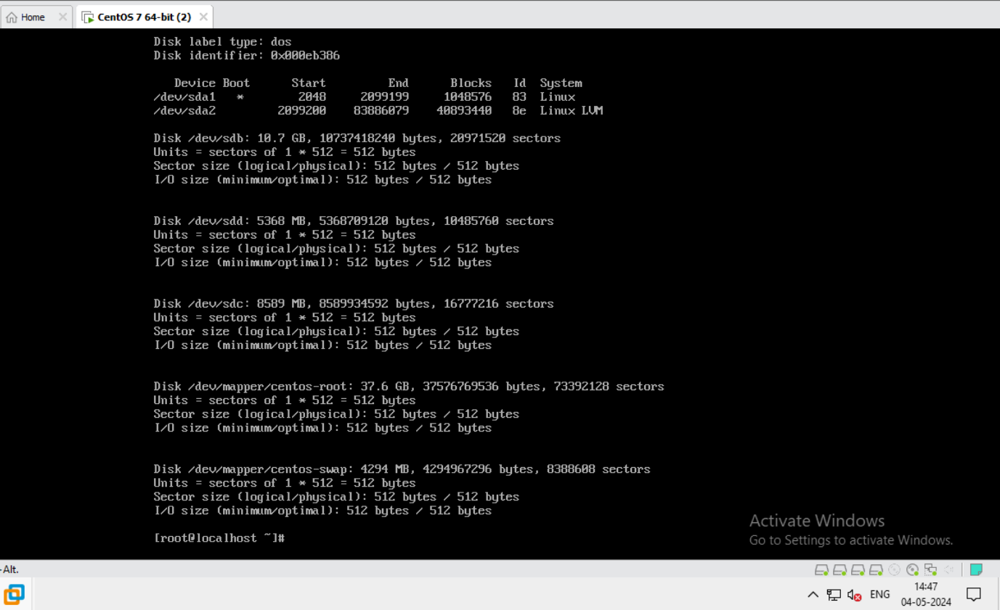 Home
CentOS 7 64-bit (2)
Disk label type: dos
Disk identifier: 0x000eb386
Device Boot Start End Blocks Id System
/dev/sda1 * 2048 2099199 1048576 83 Linux
/dev/sda2 2099200 83886079 40893440 8e Linux LVM
Disk /dev/sdb: 10.7 GB, 10737418240 bytes, 20971520 sectors
Units = sectors of 1 * 512 = 512 bytes
Sector size (logical/physical): 512 bytes / 512 bytes
I/O size (minimum/optimal): 512 bytes / 512 bytes
Disk /dev/sdd: 5368 MB, 5368709120 bytes, 10485760 sectors
Units = sectors of 1 * 512 = 512 bytes
Sector size (logical/physical): 512 bytes / 512 bytes
I/O size (minimum/optimal): 512 bytes / 512 bytes
Disk /dev/sdc: 8589 MB, 8589934592 bytes, 16777216 sectors
Units = sectors of 1 * 512 = 512 bytes
Sector size (logical/physical): 512 bytes / 512 bytes
I/O size (minimum/optimal): 512 bytes / 512 bytes
Disk /dev/mapper/centos-root: 37.6 GB, 37576769536 bytes, 73392128 sectors
Units = sectors of 1 * 512 = 512 bytes
Sector size (logical/physical): 512 bytes / 512 bytes
I/O size (minimum/optimal): 512 bytes / 512 bytes
Disk /dev/mapper/centos-swap: 4294 MB, 4294967296 bytes, 8388608 sectors
Units = sectors of 1 * 512 = 512 bytes
Sector size (logical/physical): 512 bytes / 512 bytes
I/O size (minimum/optimal): 512 bytes / 512 bytes
[root@localhost ~]#
Activate Windows
Go to Settings to activate Windows.
-Alt.
ENG
14:47
04-05-2024